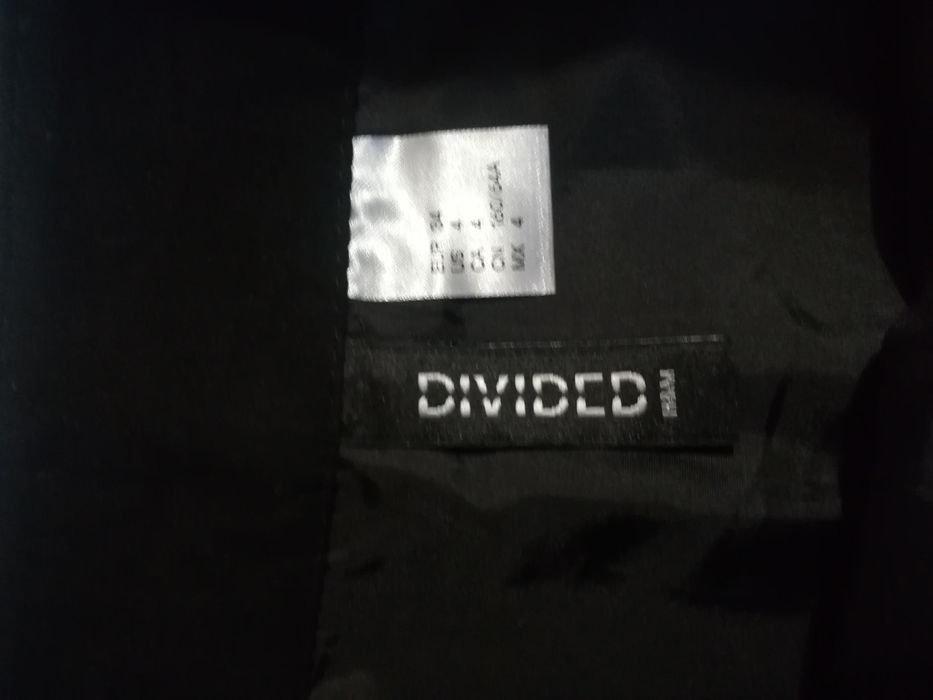 EUR 34
US 4
CA 4
CN 160/64A
MX 4
DIVIDED
H&M